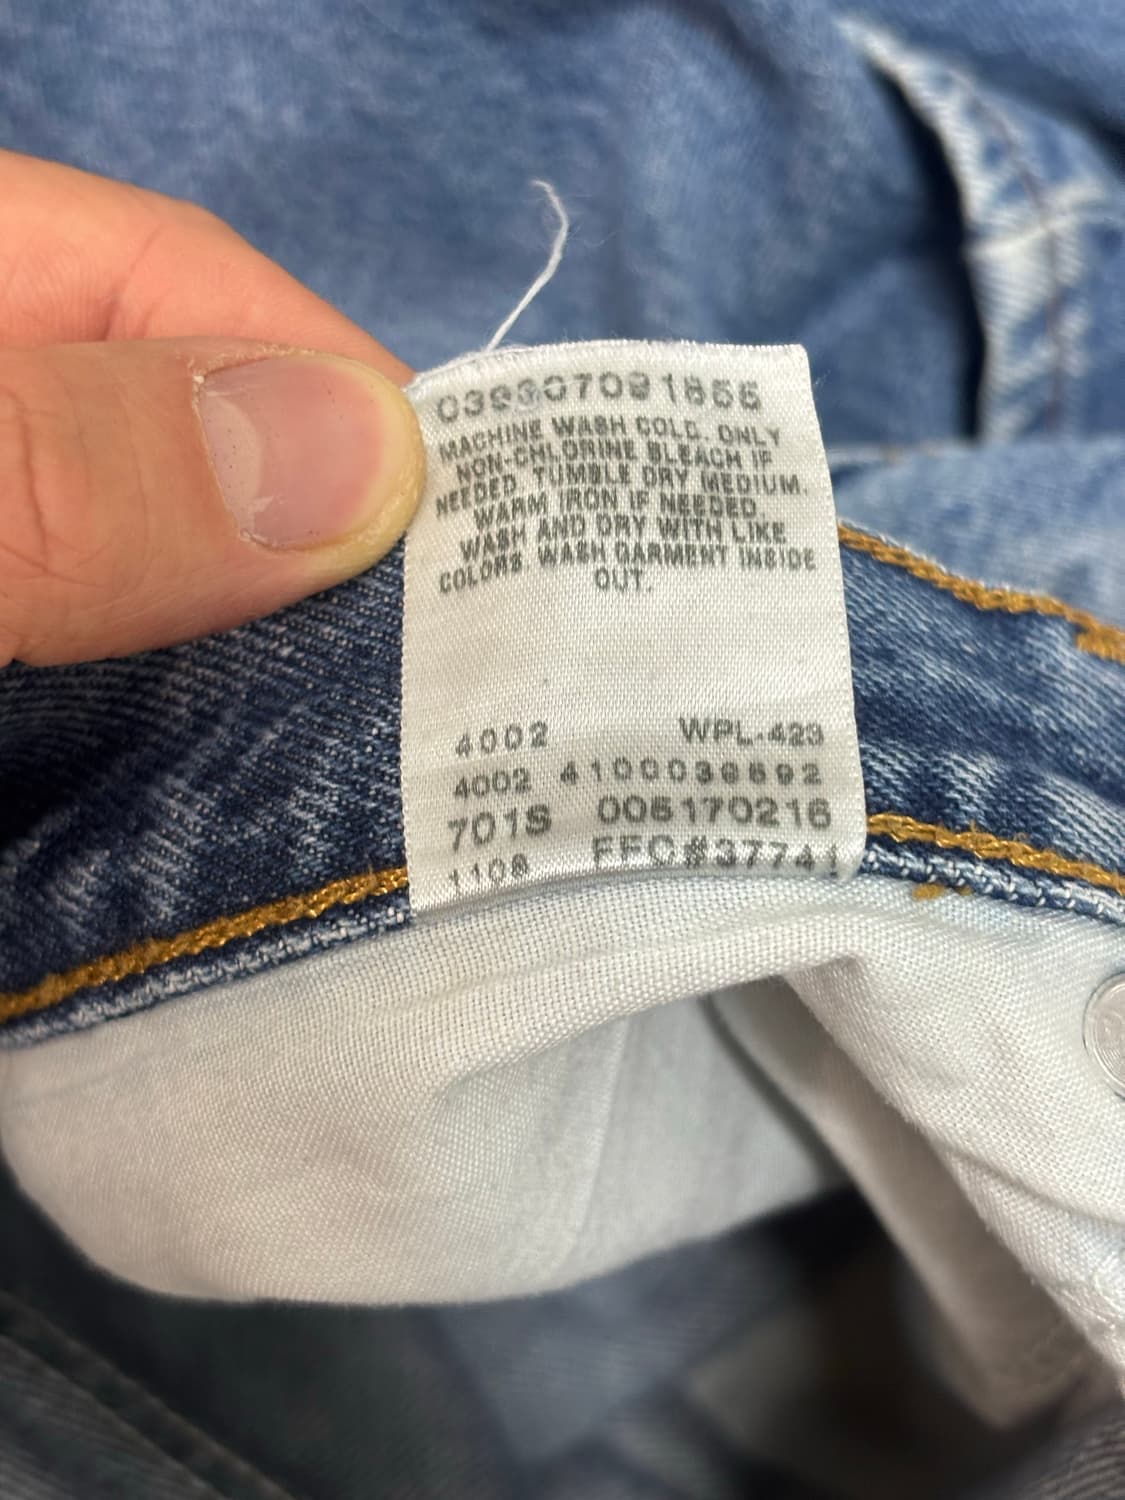 039307091855
MACHINE WASH COLD. ONLY
NON-CHLORINE BLEACH IF
NEEDED. TUMBLE DRY MEDIUM.
WARM IRON IF NEEDED.
WASH AND DRY WITH LIKE
COLORS WASH GARMENT INSIDE
OUT.
4002 WPL-423
4002 4100039692
701S 005170216
1108 FFC#37741